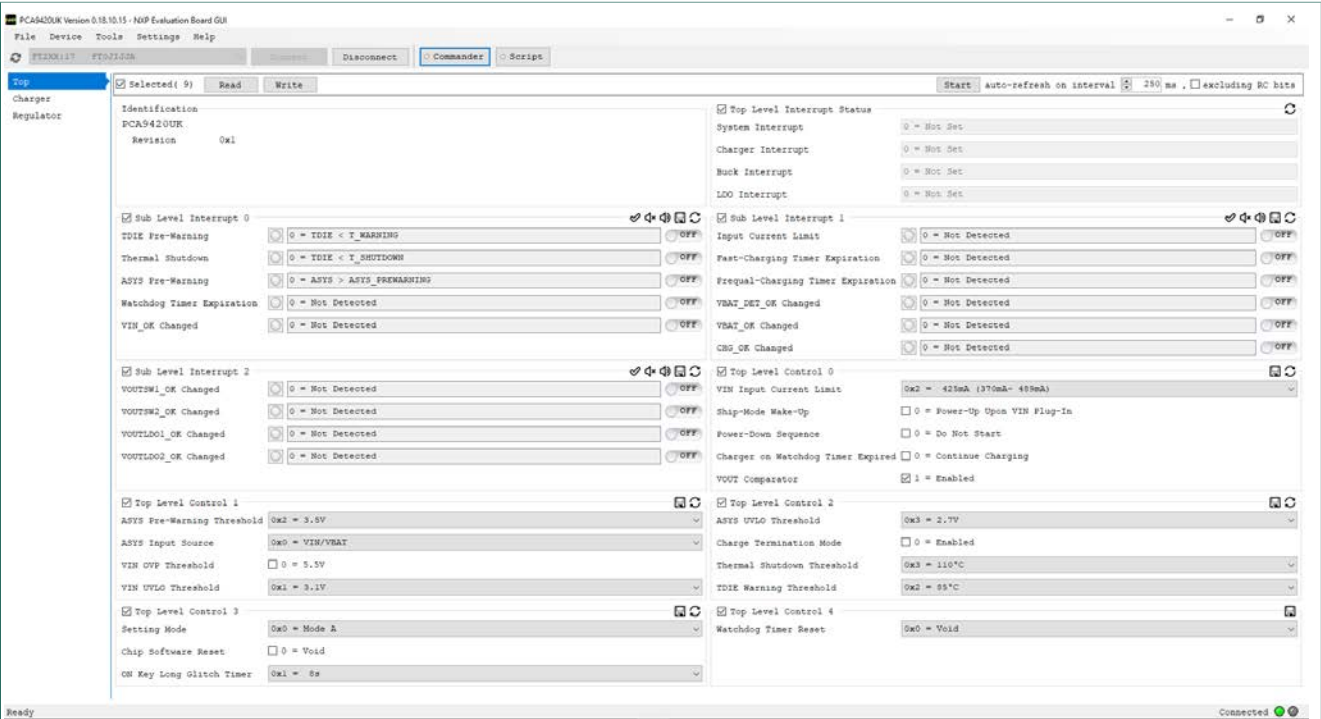 PCA9420UK Version 0.18.10.15 - NXP Evaluation Board GUI
File Device Tools Settings Help
Disconnect Commander Script
Top
Charger
Regulator
Selected( 9) Read Write Start auto-refresh on interval 250 ms , excluding RC bits
Identification
PCA9420UK
Revision 0x1
Top Level Interrupt Status
System Interrupt 0 = Not Set
Charger Interrupt 0 = Not Set
Buck Interrupt 0 = Not Set
LDO Interrupt 0 = Not Set
Sub Level Interrupt 0
TDIE Pre-Warning 0 = TDIE < T_WARNING OFF
Thermal Shutdown 0 = TDIE < T_SHUTDOWN OFF
ASYS Pre-Warning 0 = ASYS > ASYS_PREWARNING OFF
Watchdog Timer Expiration 0 = Not Detected OFF
VIN_OK Changed 0 = Not Detected OFF
Sub Level Interrupt 1
Input Current Limit 0 = Not Detected OFF
Fast-Charging Timer Expiration 0 = Not Detected OFF
Prequal-Charging Timer Expiration 0 = Not Detected OFF
VBAT_DET_OK Changed 0 = Not Detected OFF
VBAT_OK Changed 0 = Not Detected OFF
CHG_OK Changed 0 = Not Detected OFF
Sub Level Interrupt 2
VOUTSW1_OK Changed 0 = Not Detected OFF
VOUTSW2_OK Changed 0 = Not Detected OFF
VOUTLDO1_OK Changed 0 = Not Detected OFF
VOUTLDO2_OK Changed 0 = Not Detected OFF
Top Level Control 0
VIN Input Current Limit 0x2 = 425mA (370mA- 489mA)
Ship-Mode Wake-Up 0 = Power-Up Upon VIN Plug-In
Power-Down Sequence 0 = Do Not Start
Charger on Watchdog Timer Expired 0 = Continue Charging
VOUT Comparator 1 = Enabled
Top Level Control 1
ASYS Pre-Warning Threshold 0x2 = 3.5V
ASYS Input Source 0x0 = VIN/VBAT
VIN OVP Threshold 0 = 5.5V
VIN UVLO Threshold 0x1 = 3.1V
Top Level Control 2
ASYS UVLO Threshold 0x3 = 2.7V
Charge Termination Mode 0 = Enabled
Thermal Shutdown Threshold 0x3 = 110°C
TDIE Warning Threshold 0x2 = 85°C
Top Level Control 3
Setting Mode 0x0 = Mode A
Chip Software Reset 0 = Void
ON Key Long Glitch Timer 0x1 = 8s
Top Level Control 4
Watchdog Timer Reset 0x0 = Void
Ready Connected